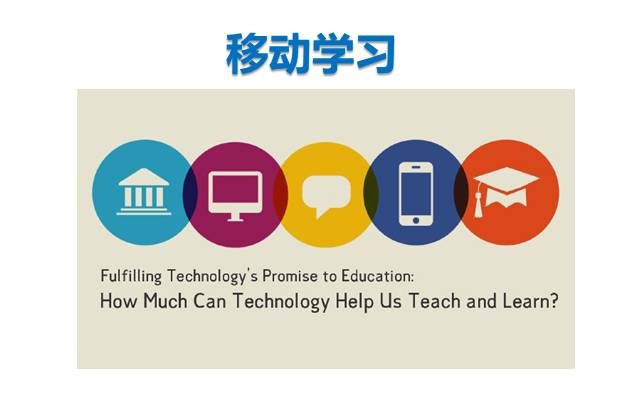 移动学习
Fulfilling Technology's Promise to Education:
How Much Can Technology Help Us Teach and Learn?